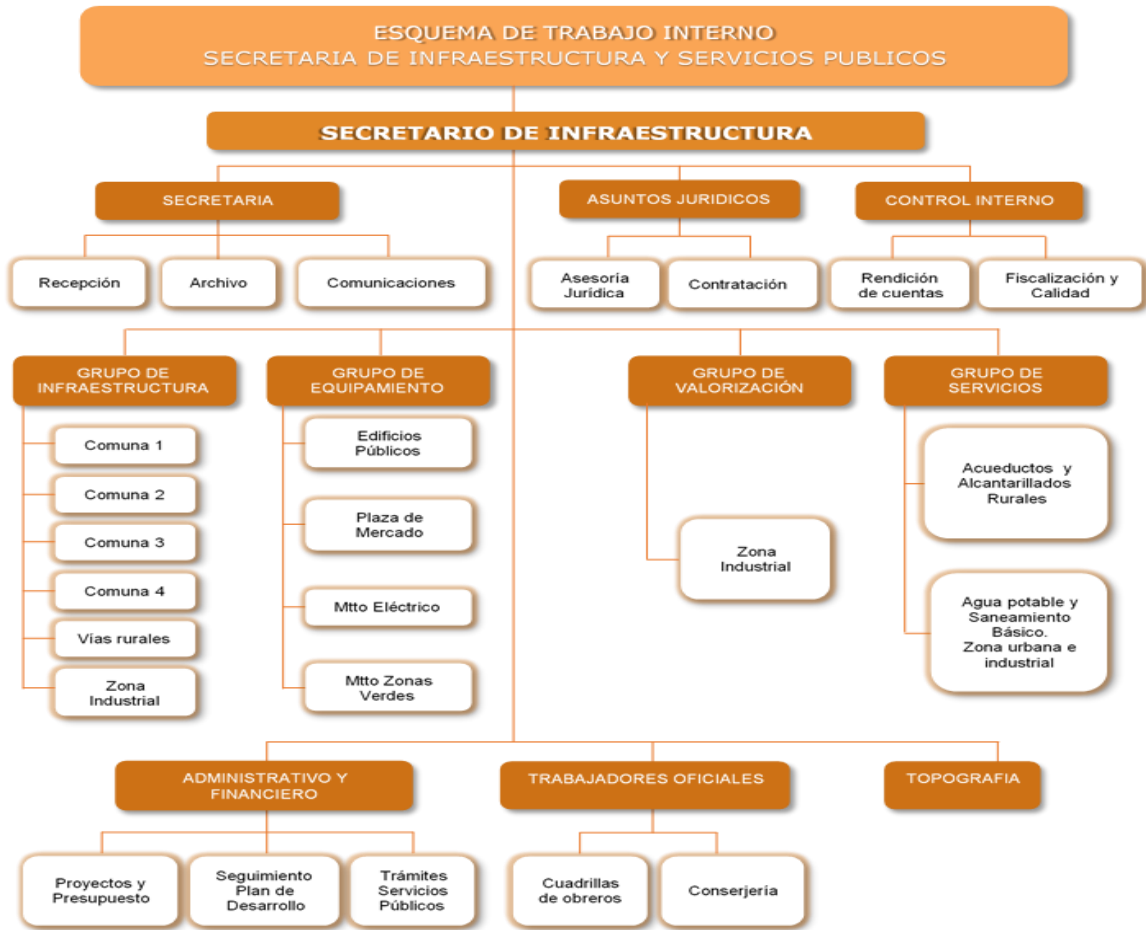 ESQUEMA DE TRABAJO INTERNO
SECRETARIA DE INFRAESTRUCTURA Y SERVICIOS PUBLICOS
SECRETARIO DE INFRAESTRUCTURA
SECRETARIA
ASUNTOS JURIDICOS
CONTROL INTERNO
Recepción
Archivo
Comunicaciones
Asesoría
Jurídica
Contratación
Rendición
de cuentas
Fiscalización y
Calidad
GRUPO DE
INFRAESTRUCTURA
GRUPO DE
EQUIPAMIENTO
GRUPO DE
VALORIZACIÓN
GRUPO DE
SERVICIOS
Comuna 1
Comuna 2
Comuna 3
Comuna 4
Vías rurales
Zona
Industrial
Edificios
Públicos
Plaza de
Mercado
Mtto Eléctrico
Mtto Zonas
Verdes
Zona
Industrial
Acueductos y
Alcantarillados
Rurales
Agua potable y
Saneamiento
Básico.
Zona urbana e
industrial
ADMINISTRATIVO Y
FINANCIERO
TRABAJADORES OFICIALES
TOPOGRAFIA
Proyectos y
Presupuesto
Seguimiento
Plan de
Desarrollo
Trámites
Servicios
Públicos
Cuadrillas
de obreros
Conserjería